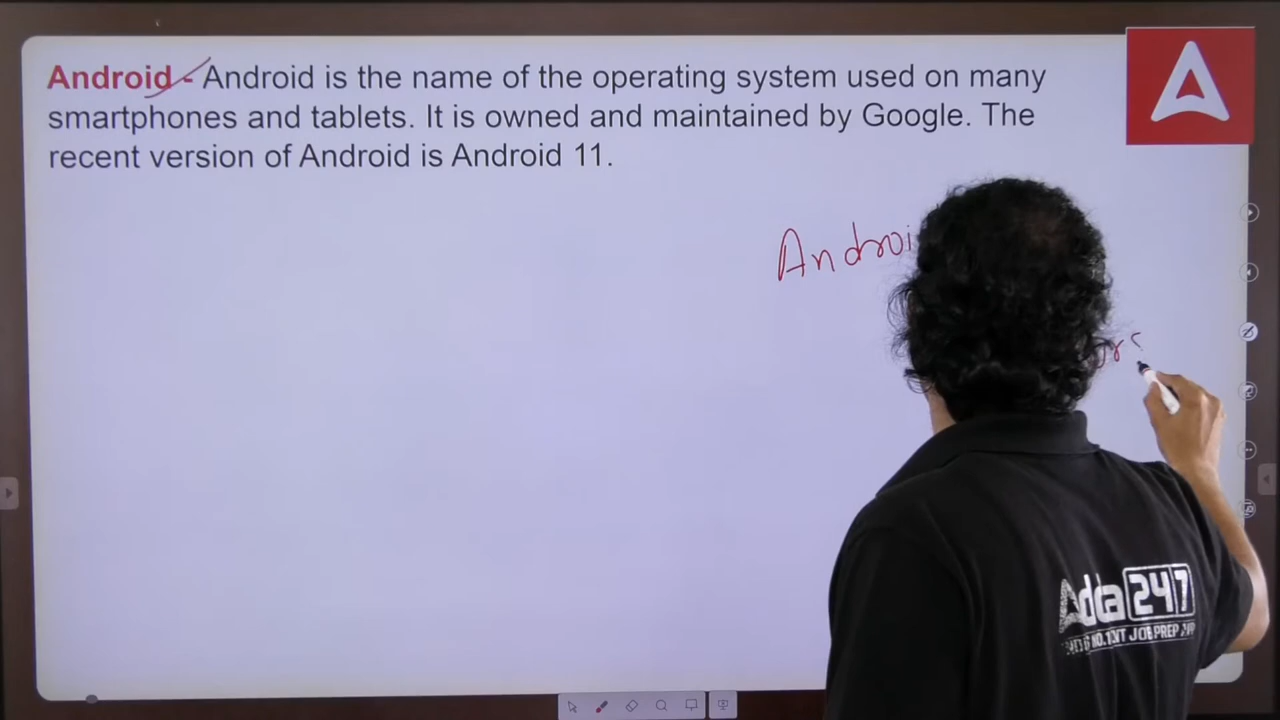 Android - Android is the name of the operating system used on many
smartphones and tablets. It is owned and maintained by Google. The
recent version of Android is Android 11.
Androi
Adda 247